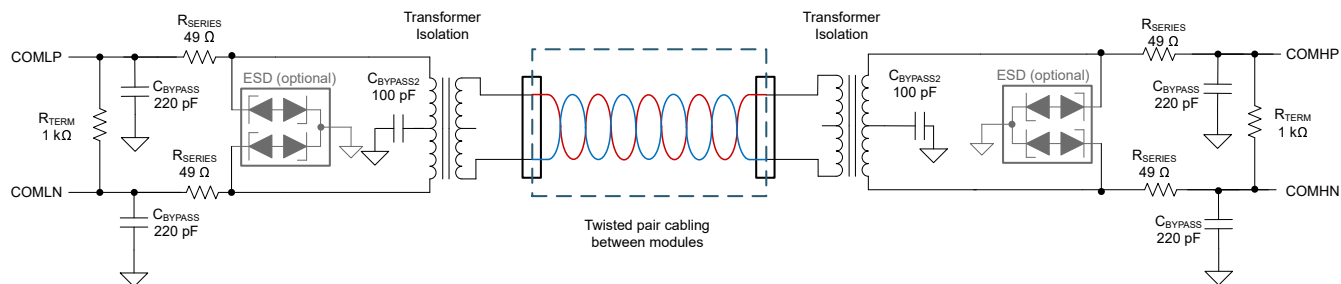 Transformer
Isolation
Transformer
Isolation
RSERIES
49 Ω
COMLP
ESD (optional)
CBYPASS
220 pF
CBYPASS2
100 pF
RTERM
1 kΩ
RSERIES
49 Ω
COMLN
CBYPASS
220 pF
Twisted pair cabling
between modules
CBYPASS2
100 pF
ESD (optional)
RSERIES
49 Ω
COMHP
CBYPASS
220 pF
RTERM
1 kΩ
RSERIES
49 Ω
COMHN
CBYPASS
220 pF